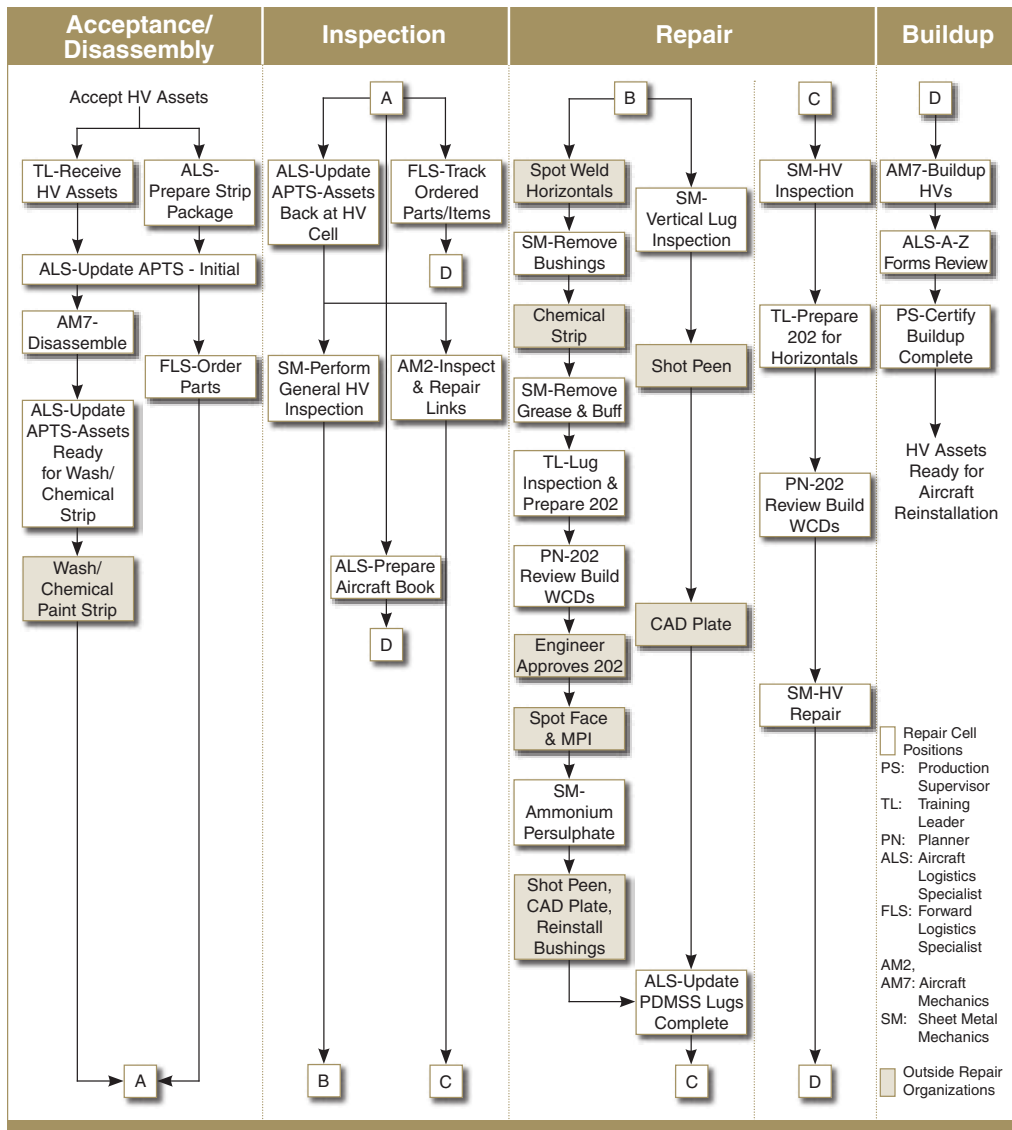 Acceptance/
Disassembly
Inspection
Repair
Buildup
Accept HV Assets
TL-Receive
HV Assets
ALS-
Prepare Strip
Package
ALS-Update APTS - Initial
AM7-
Disassemble
FLS-Order
Parts
ALS-Update
APTS-Assets
Ready
for Wash/
Chemical
Strip
Wash/
Chemical
Paint Strip
A
A
ALS-Update
APTS-Assets
Back at HV
Cell
FLS-Track
Ordered
Parts/Items
D
SM-Perform
General HV
Inspection
AM2-Inspect
& Repair
Links
ALS-Prepare
Aircraft Book
D
B
C
B
Spot Weld
Horizontals
SM-Remove
Bushings
Chemical
Strip
SM-Remove
Grease & Buff
TL-Lug
Inspection &
Prepare 202
PN-202
Review Build
WCDs
Engineer
Approves 202
Spot Face
& MPI
SM-
Ammonium
Persulphate
Shot Peen,
CAD Plate,
Reinstall
Bushings
SM-
Vertical Lug
Inspection
Shot Peen
CAD Plate
ALS-Update
PDMSS Lugs
Complete
C
C
SM-HV
Inspection
TL-Prepare
202 for
Horizontals
PN-202
Review Build
WCDs
SM-HV
Repair
D
D
AM7-Buildup
HVs
ALS-A-Z
Forms Review
PS-Certify
Buildup
Complete
HV Assets
Ready for
Aircraft
Reinstallation
Repair Cell
Positions
PS: Production
Supervisor
TL: Training
Leader
PN: Planner
ALS: Aircraft
Logistics
Specialist
FLS: Forward
Logistics
Specialist
AM2,
AM7: Aircraft
Mechanics
SM: Sheet Metal
Mechanics
Outside Repair
Organizations